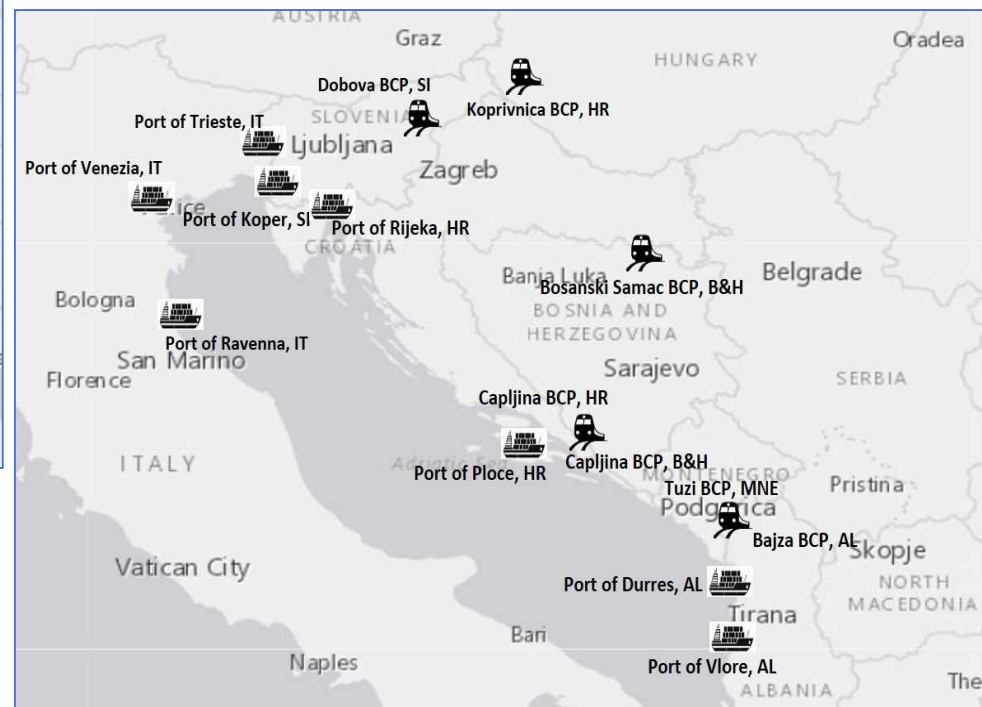 AUSTRIA
Graz
Oradea
HUNGARY
Dobova BCP, SI
Koprivnica BCP, HR
SLOVENIA
Port of Trieste, IT
Ljubljana
Zagreb
Port of Venezia, IT
Port of Koper, SI
Port of Rijeka, HR
CROATIA
Banja Luka
Belgrade
Bosanski Samac BCP, B&H
Bologna
BOSNIA AND
HERZEGOVINA
Port of Ravenna, IT
San Marino
Sarajevo
Florence
SERBIA
Capljina BCP, HR
ITALY
Adriatic Sea
Port of Ploce, HR
Capljina BCP, B&H
MONTENEGRO
Tuzi BCP, MNE
Pristina
Podgorica
Bajza BCP, AL
Skopje
Vatican City
Port of Durres, AL
NORTH
MACEDONIA
Tirana
Bari
Naples
Port of Vlore, AL
ALBANIA
The